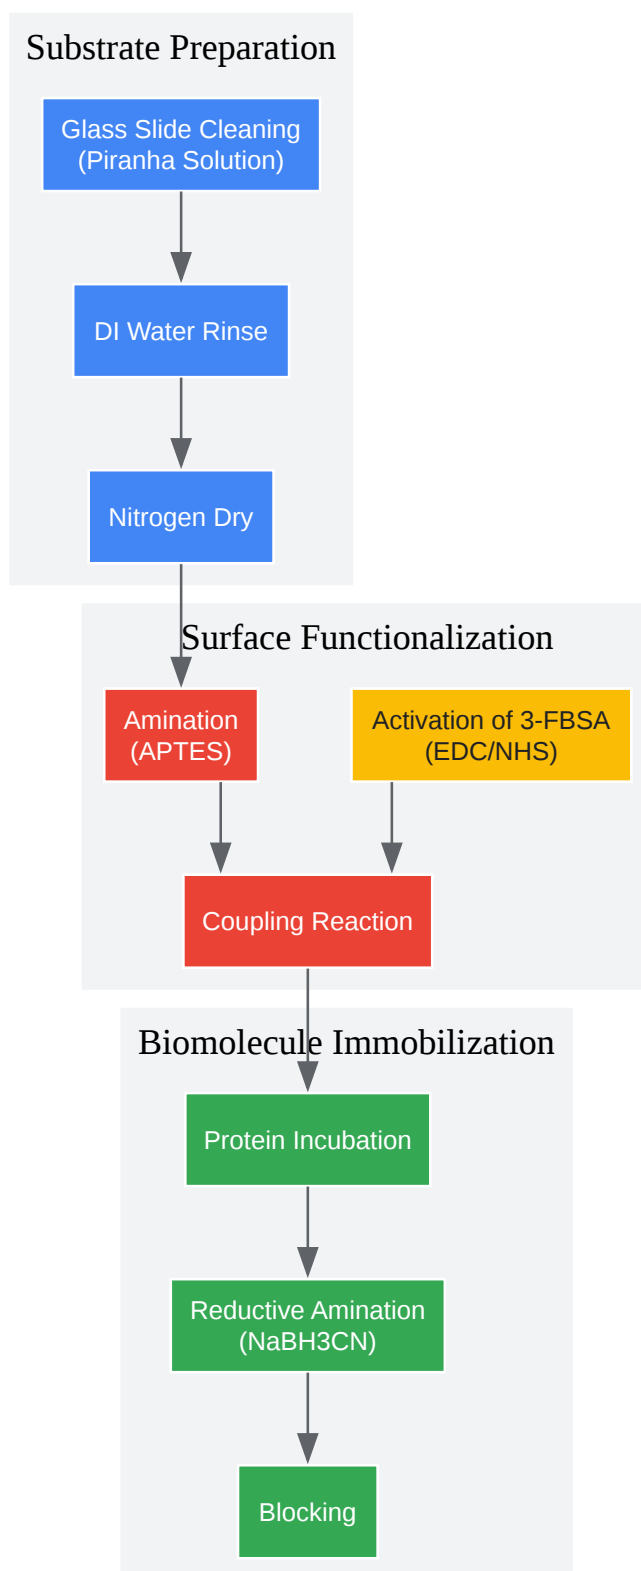 Substrate Preparation
Glass Slide Cleaning
(Piranha Solution)
DI Water Rinse
Nitrogen Dry
Surface Functionalization
Amination
(APTES)
Activation of 3-FBSA
(EDC/NHS)
Coupling Reaction
Biomolecule Immobilization
Protein Incubation
Reductive Amination
(NaBH3CN)
Blocking